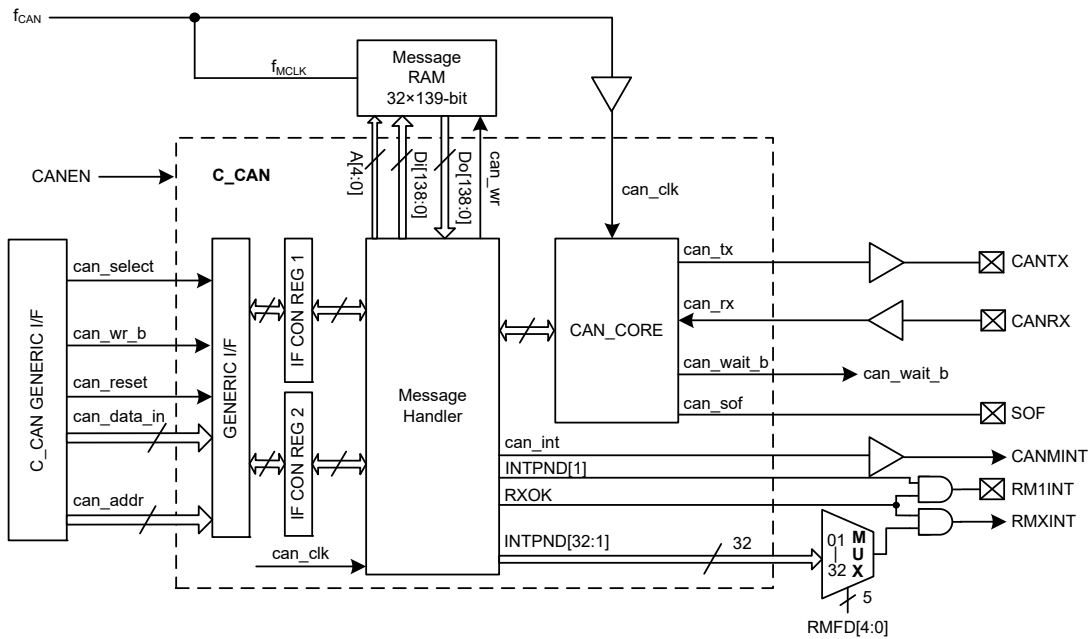 fCAN
fMCLK
Message
RAM
32×139-bit
CANEN
C_CAN
A[4:0]
Di[138:0]
Do[138:0]
can_wr
can_clk
C_CAN GENERIC I/F
can_select
can_wr_b
can_reset
can_data_in
can_addr
GENERIC I/F
IF CON REG 1
IF CON REG 2
can_clk
Message
Handler
CAN_CORE
can_tx
CANTX
can_rx
CANRX
can_wait_b
can_wait_b
can_sof
SOF
can_int
CANMINT
INTPND[1]
RM1INT
RXOK
RMXINT
INTPND[32:1]
32
01
32
MUX
5
RMFD[4:0]